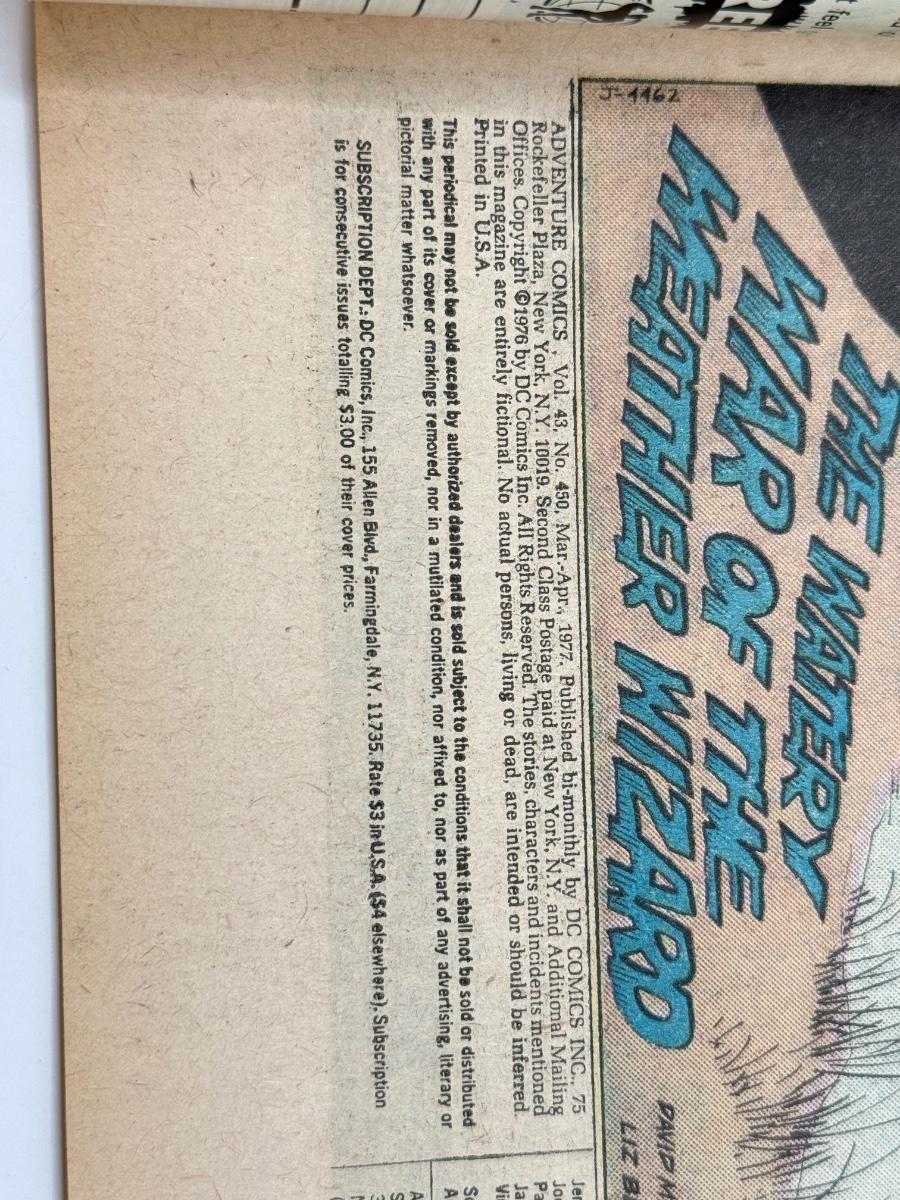 J-4462
THE WATERY
WAR OF THE
WEATHER WIZARD
DAVID M
LIZ BE
ADVENTURE COMICS, Vol. 43, No. 450, Mar.-Apr., 1977. Published bi-monthly by DC COMICS INC., 75
Rockefeller Plaza, New York, N.Y. 10019. Second Class Postage paid at New York, N.Y. and Additional Mailing
Offices. Copyright ©1976 by DC Comics Inc. All Rights Reserved. The stories, characters and incidents mentioned
in this magazine are entirely fictional. No actual persons, living or dead, are intended or should be inferred.
Printed in U.S.A.
This periodical may not be sold except by authorized dealers and is sold subject to the conditions that it shall not be sold or distributed
with any part of its cover or markings removed, nor in a mutilated condition, nor affixed to, nor as part of any advertising, literary or
pictorial matter whatsoever.
SUBSCRIPTION DEPT.: DC Comics, Inc., 155 Allen Blvd., Farmingdale, N.Y. 11735. Rate $3 in U.S.A. ($4 elsewhere). Subscription
is for consecutive issues totalling $3.00 of their cover prices.